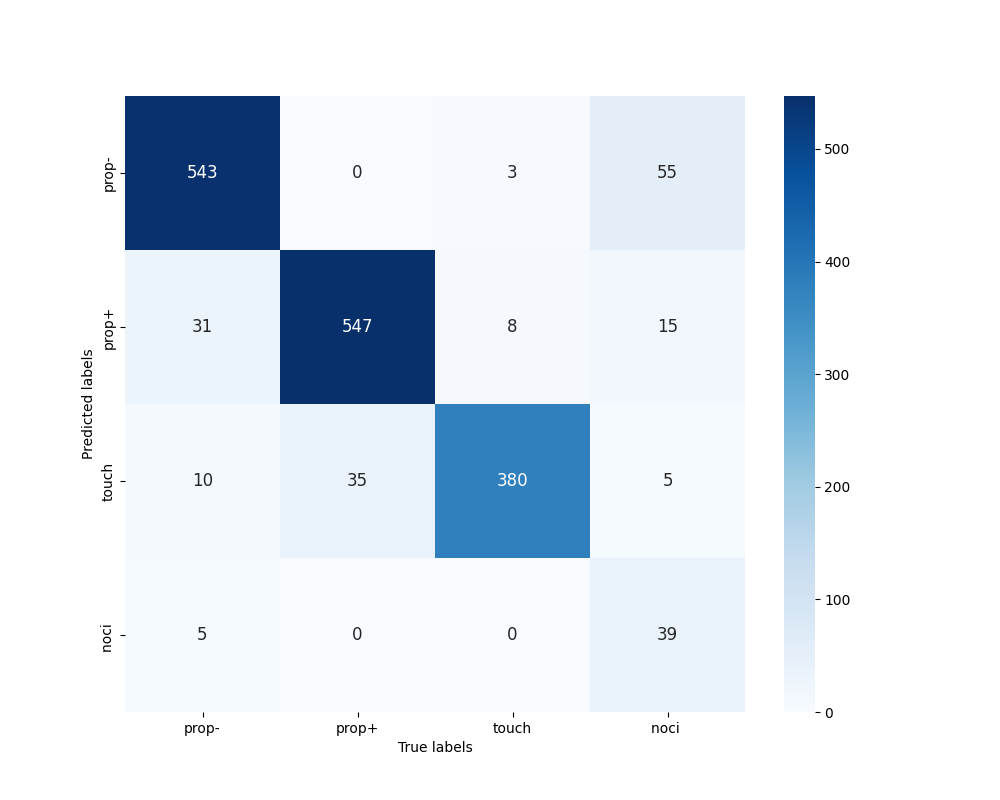 prop- 543 0 3 55 500
400
prop+ 31 547 8 15
300
Predicted labels
touch 10 35 380 5
200
100
noci 5 0 0 39
0
prop- prop+ touch noci
True labels